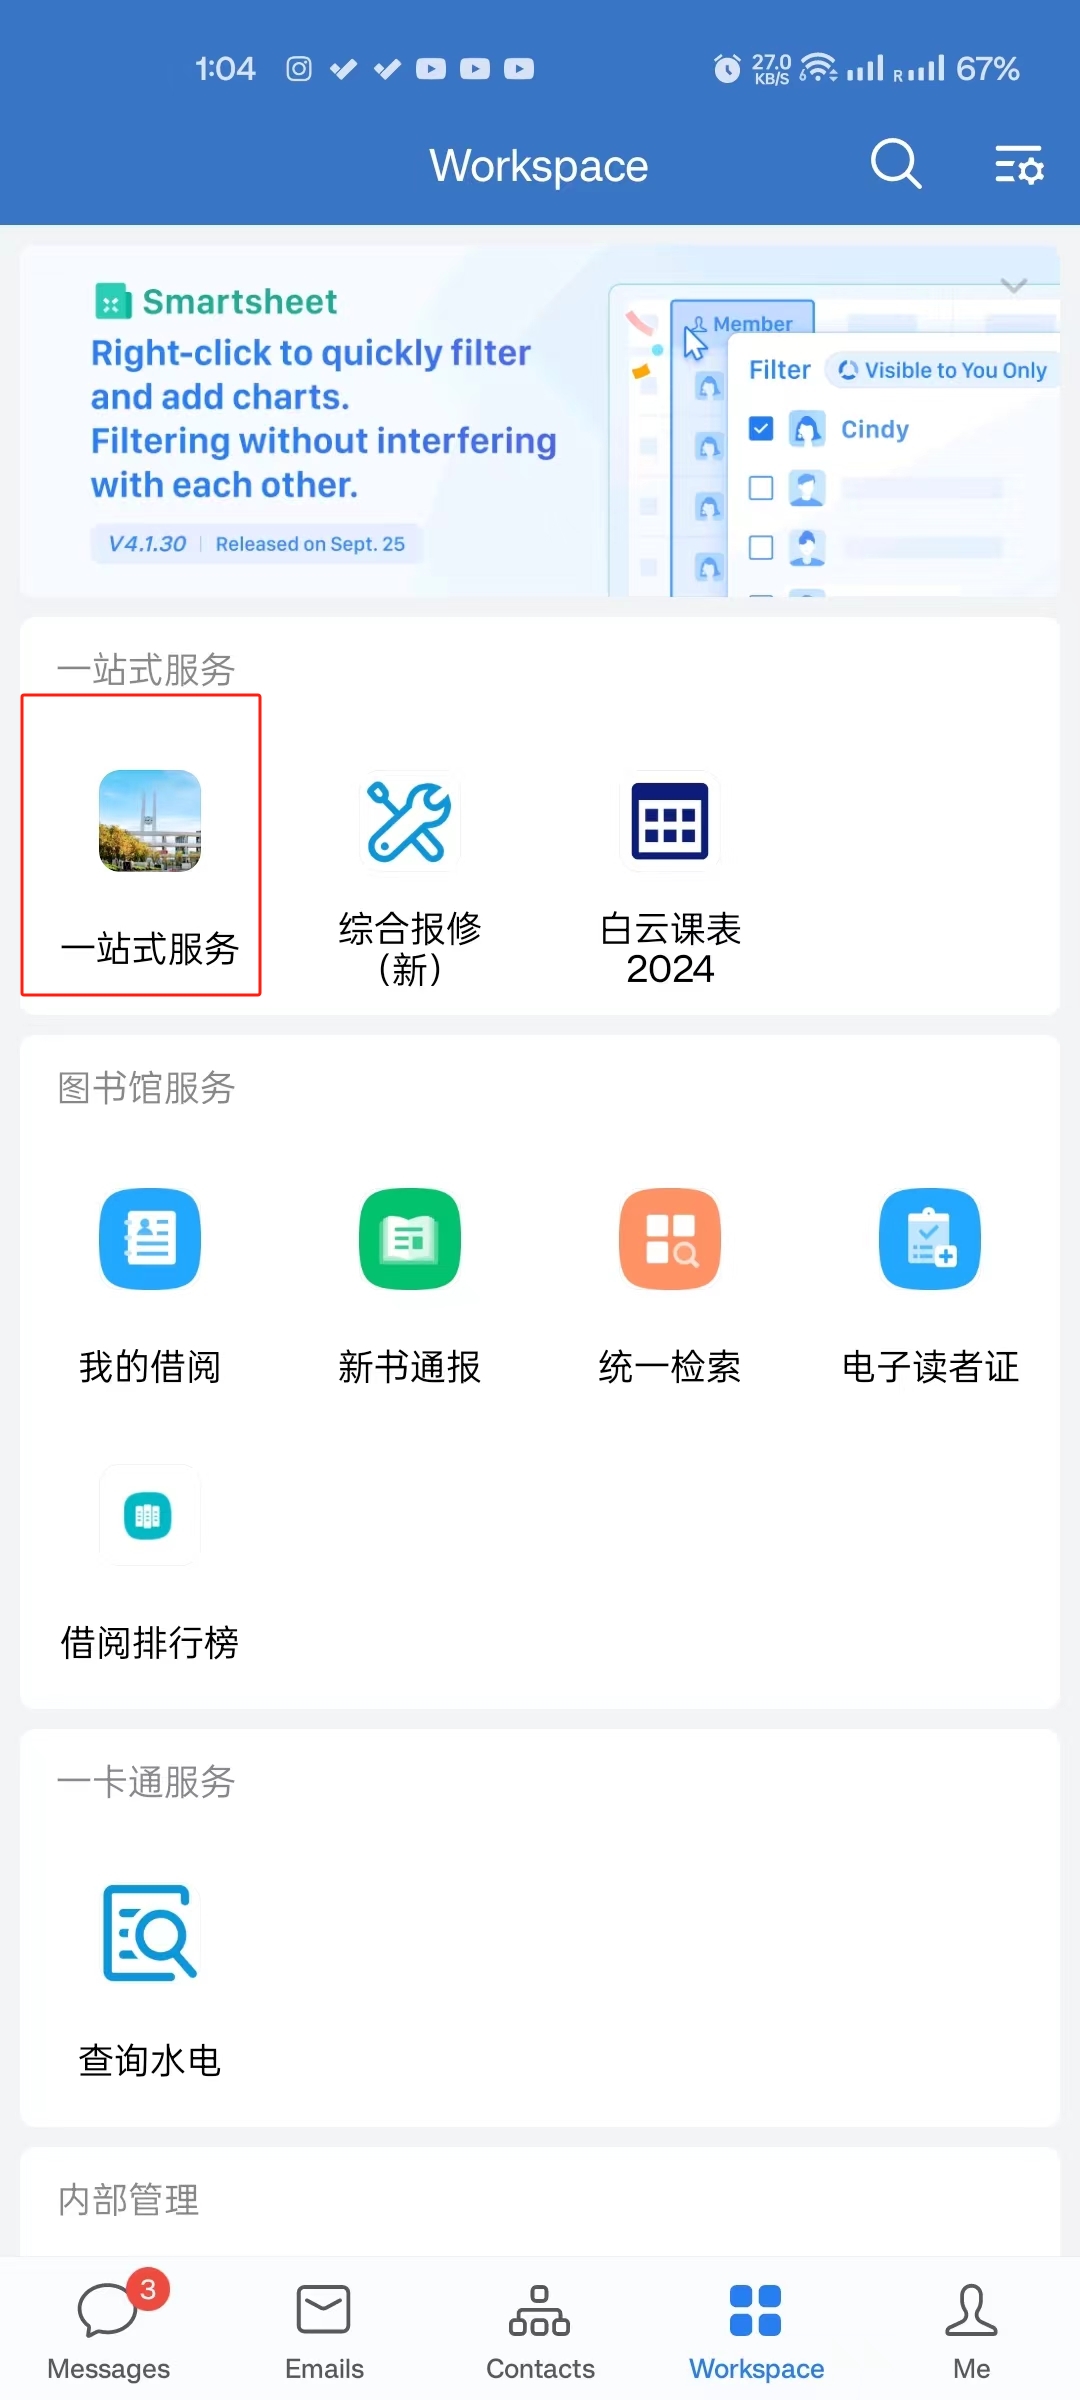 1:04
27.0
KB/S
6
R
67%
Workspace
Smartsheet
Right-click to quickly filter
and add charts.
Filtering without interfering
with each other.
V4.1.30 | Released on Sept. 25
Member
Filter
Visible to You Only
Cindy
一站式服务
一站式服务
综合报修
（新）
白云课表
2024
图书馆服务
我的借阅
新书通报
统一检索
电子读者证
借阅排行榜
一卡通服务
查询水电
内部管理
3
Messages
Emails
Contacts
Workspace
Me